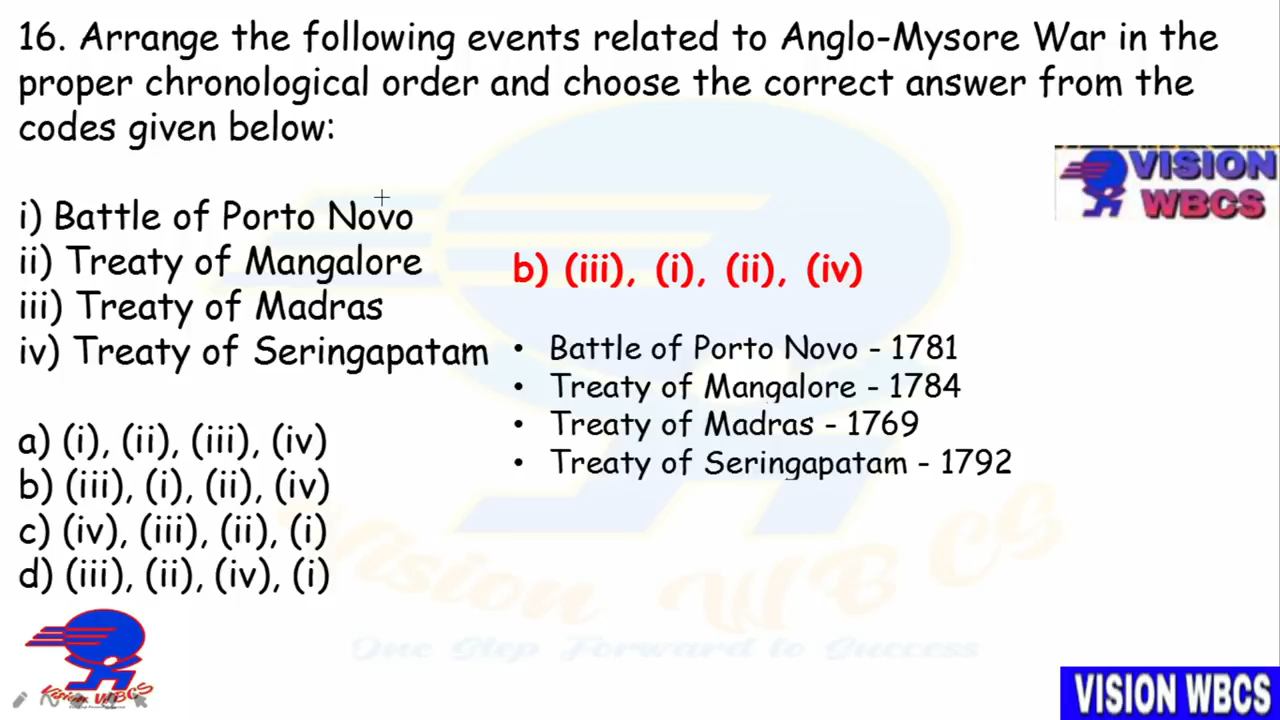 16. Arrange the following events related to Anglo-Mysore War in the
proper chronological order and choose the correct answer from the
codes given below:
VISION
WBCS
i) Battle of Porto Novo
ii) Treaty of Mangalore
iii) Treaty of Madras
iv) Treaty of Seringapatam
b) (iii), (i), (ii), (iv)
• Battle of Porto Novo - 1781
• Treaty of Mangalore - 1784
• Treaty of Madras - 1769
• Treaty of Seringapatam - 1792
a) (i), (ii), (iii), (iv)
b) (iii), (i), (ii), (iv)
c) (iv), (iii), (ii), (i)
d) (iii), (ii), (iv), (i)
Vision WBCS
One Step Forward to Success
Vision WBCS
VISION WBCS